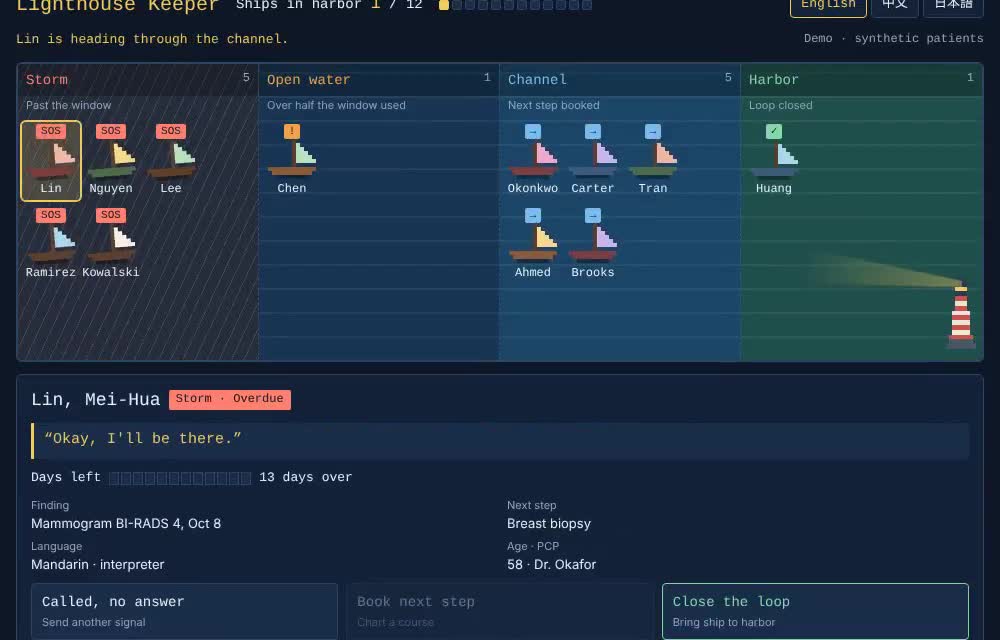 Lighthouse Keeper Ships in harbor 1 / 12 English 中文 日本語
Lin is heading through the channel. Demo · synthetic patients
Storm 5 Open water 1 Channel 5 Harbor 1
Past the window Over half the window used Next step booked Loop closed
SOS SOS SOS ! → → → ✓
Lin Nguyen Lee Chen Okonkwo Carter Tran Huang
SOS SOS → →
Ramirez Kowalski Ahmed Brooks
Lin, Mei-Hua Storm · Overdue
“Okay, I'll be there.”
Days left 13 days over
Finding Next step
Mammogram BI-RADS 4, Oct 8 Breast biopsy
Language Age · PCP
Mandarin · interpreter 58 · Dr. Okafor
Called, no answer Book next step Close the loop
Send another signal Chart a course Bring ship to harbor